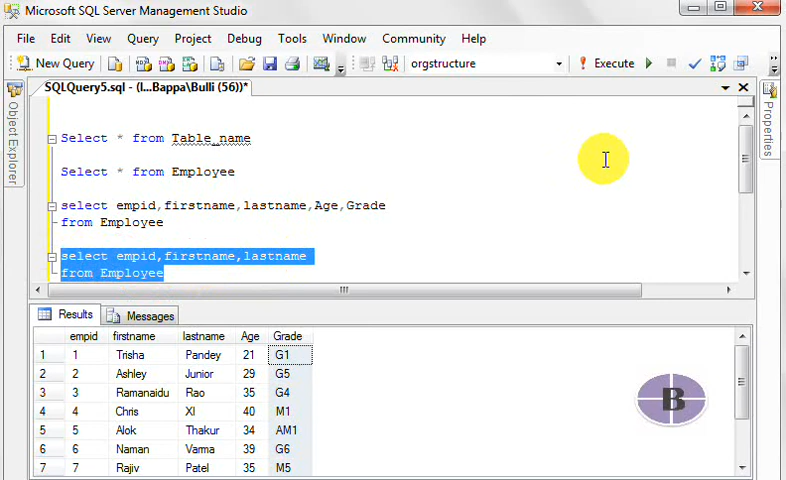 Microsoft SQL Server Management Studio
File Edit View Query Project Debug Tools Window Community Help
New Query orgstructure Execute
SQLQuery5.sql - (l...Bappa\Bulli (56))*
Object Explorer
Properties
Select * from Table_name
Select * from Employee
select empid,firstname,lastname,Age,Grade
from Employee
select empid,firstname,lastname
from Employee
Results Messages
empid firstname lastname Age Grade
1 1 Trisha Pandey 21 G1
2 2 Ashley Junior 29 G5
3 3 Ramanaidu Rao 35 G4
4 4 Chris XI 40 M1
5 5 Alok Thakur 34 AM1
6 6 Naman Varma 39 G6
7 7 Rajiv Patel 35 M5
B